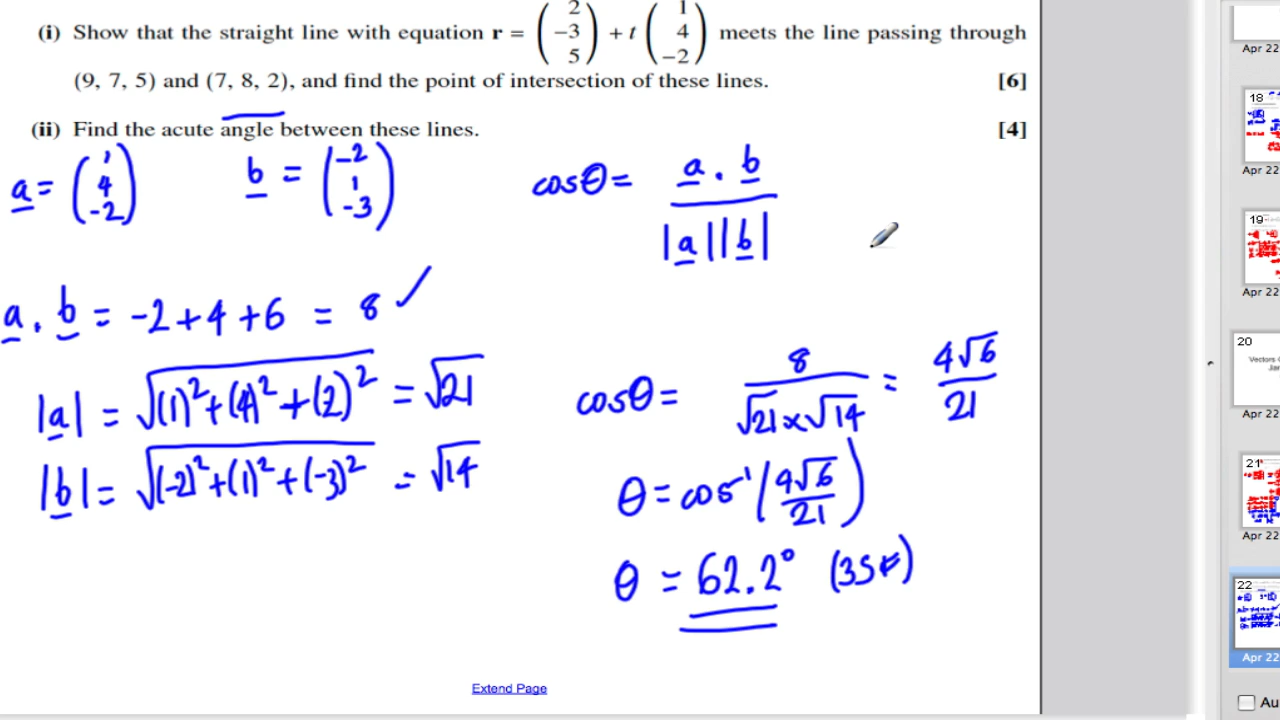 (i) Show that the straight line with equation r = (2 −3 5) + t (1 4 −2) meets the line passing through
(9, 7, 5) and (7, 8, 2), and find the point of intersection of these lines. [6]
(ii) Find the acute angle between these lines. [4]
a = (1 4 -2) b = (-2 1 -3) cosθ = a . b / |a||b|
a . b = -2+4+6 = 8 ✓
|a| = √(1)²+(4)²+(2)² = √21
|b| = √(-2)²+(1)²+(-3)² = √14
cosθ = 8 / √21×√14 = 4√6 / 21
θ = cos⁻¹(4√6 / 21)
θ = 62.2° (3SF)
Extend Page
Apr 22
18
Apr 22
19
Apr 22
20
Apr 22
21
Apr 22
22
Apr 22
Au